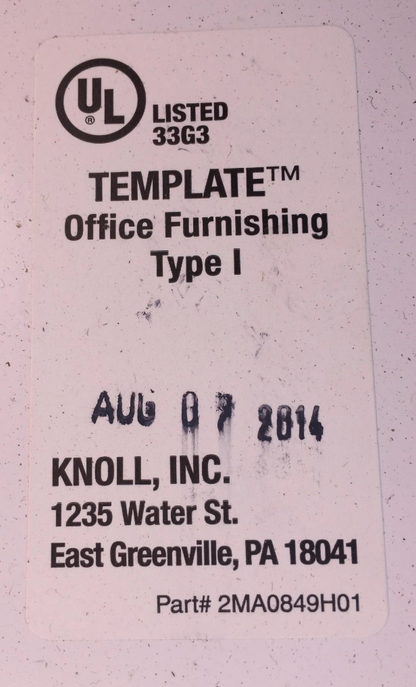 UL
®
LISTED
33G3
TEMPLATE™
Office Furnishing
Type I
AUG 07 2014
KNOLL, INC.
1235 Water St.
East Greenville, PA 18041
Part# 2MA0849H01